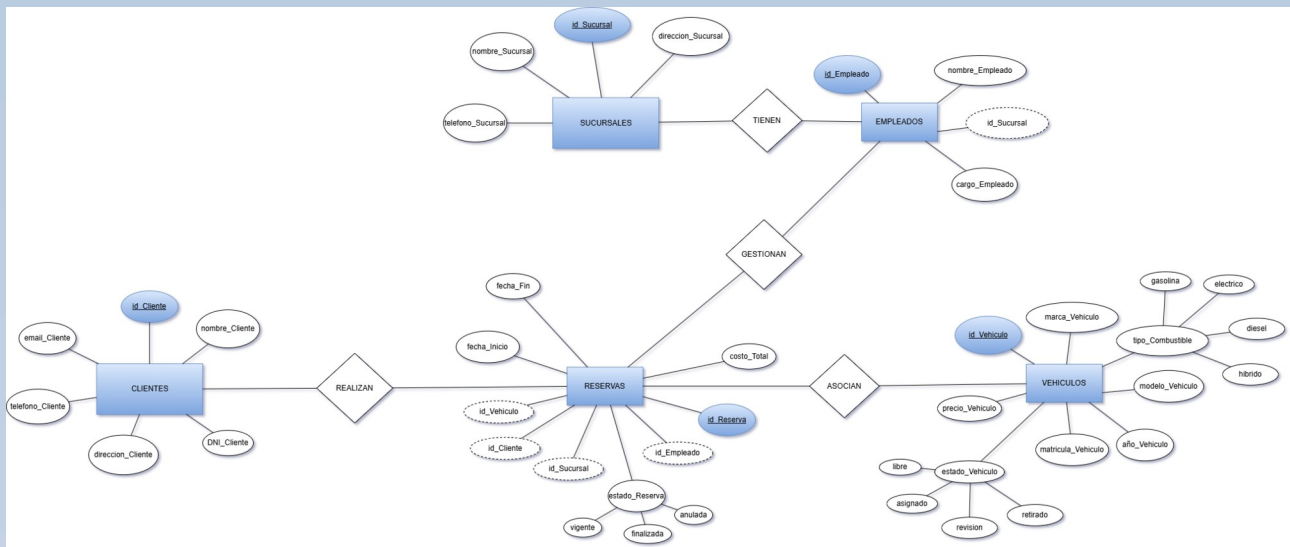 id_Sucursal
nombre_Sucursal
direccion_Sucursal
telefono_Sucursal
SUCURSALES
TIENEN
id_Empleado
nombre_Empleado
EMPLEADOS
id_Sucursal
cargo_Empleado
GESTIONAN
id_Cliente
email_Cliente
nombre_Cliente
CLIENTES
telefono_Cliente
direccion_Cliente
DNI_Cliente
REALIZAN
fecha_Fin
fecha_Inicio
costo_Total
RESERVAS
id_Vehiculo
id_Cliente
id_Sucursal
id_Empleado
id_Reserva
estado_Reserva
vigente
finalizada
anulada
ASOCIAN
gasolina
electrico
diesel
hibrido
tipo_Combustible
marca_Vehiculo
id_Vehiculo
VEHICULOS
modelo_Vehiculo
precio_Vehiculo
matricula_Vehiculo
año_Vehiculo
estado_Vehiculo
libre
asignado
revision
retirado